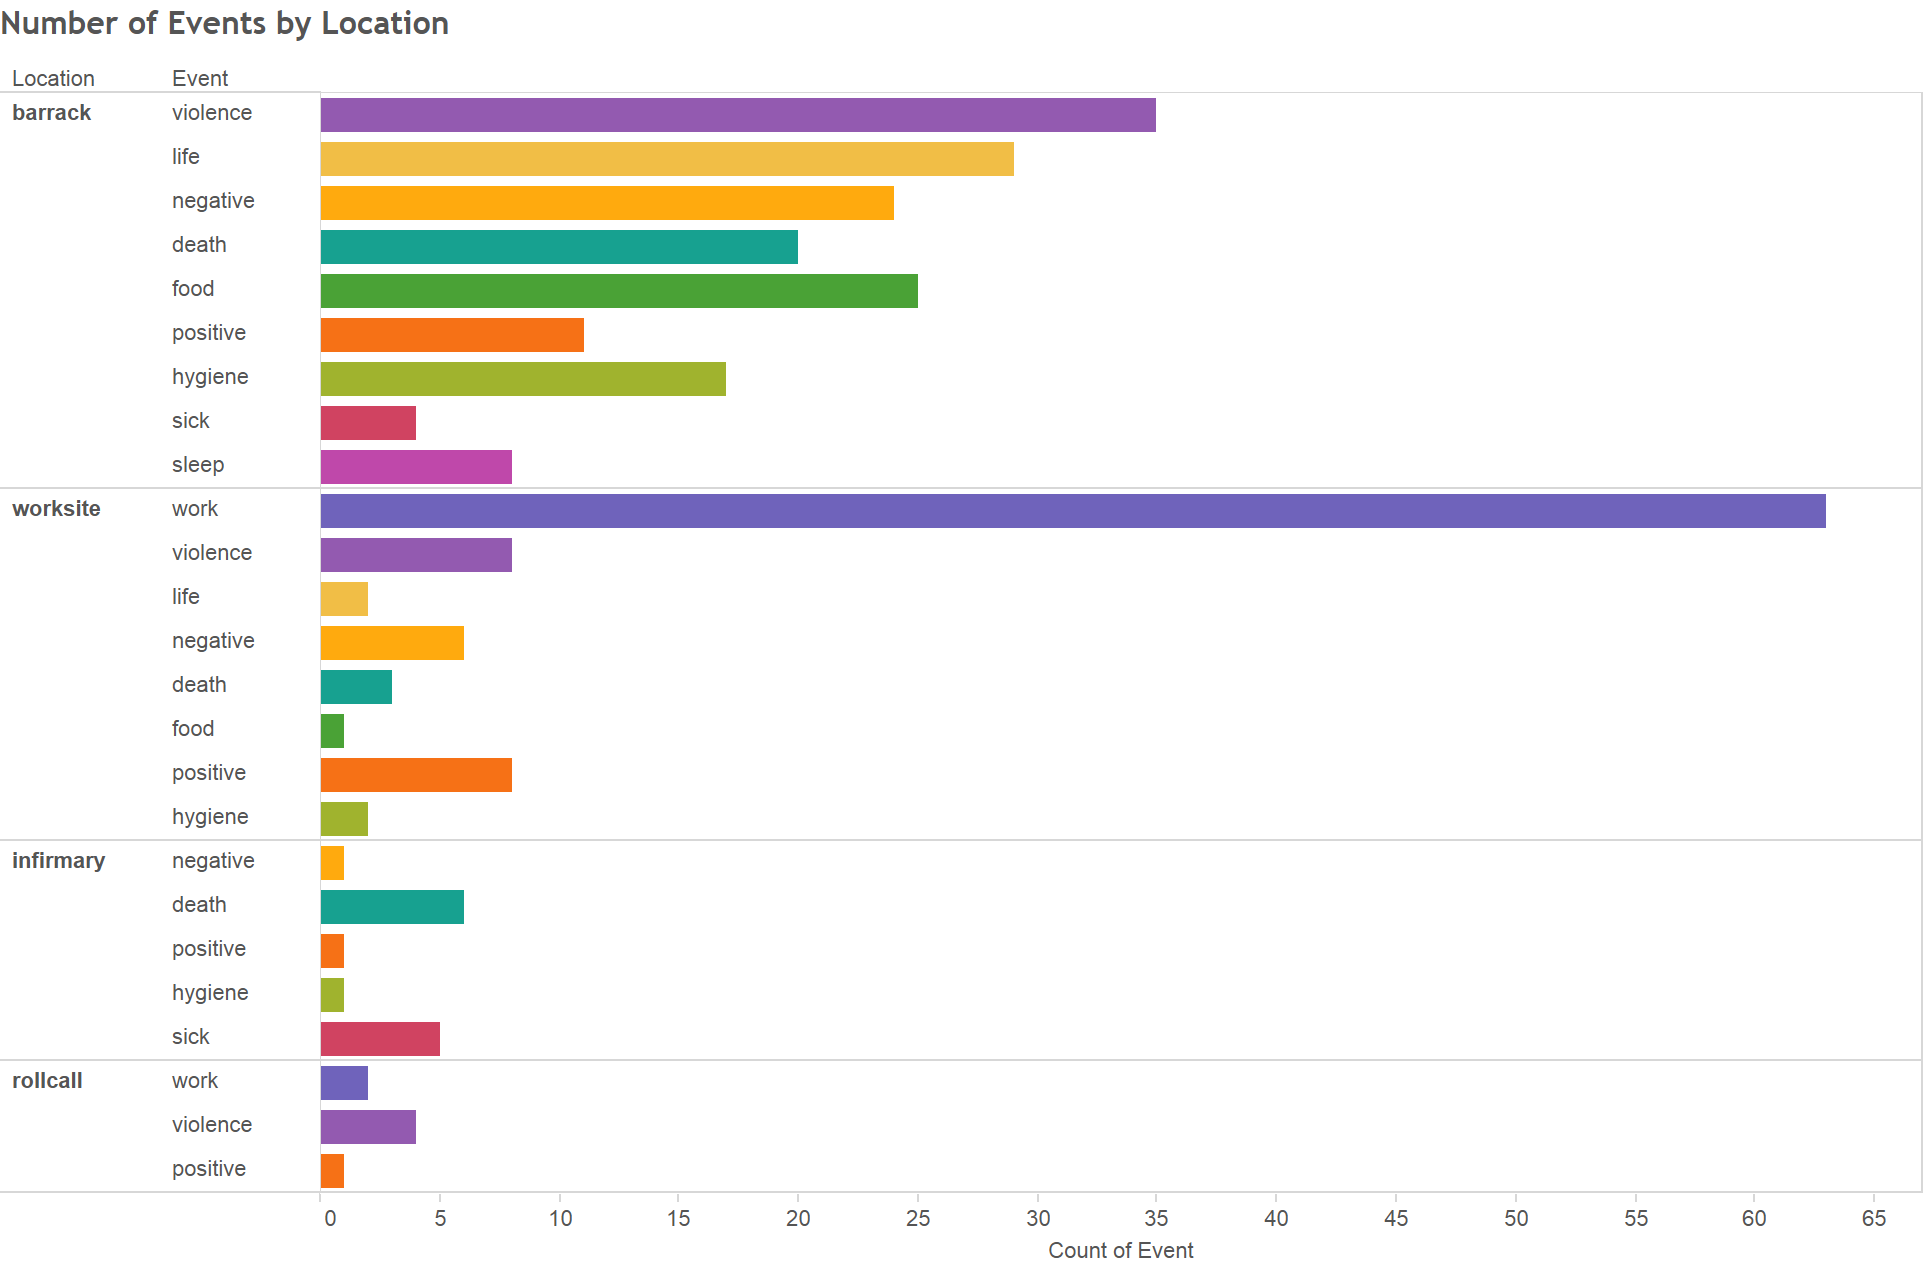 Number of Events by Location
Location Event
barrack violence
life
negative
death
food
positive
hygiene
sick
sleep
worksite work
violence
life
negative
death
food
positive
hygiene
infirmary negative
death
positive
hygiene
sick
rollcall work
violence
positive
0 5 10 15 20 25 30 35 40 45 50 55 60 65
Count of Event